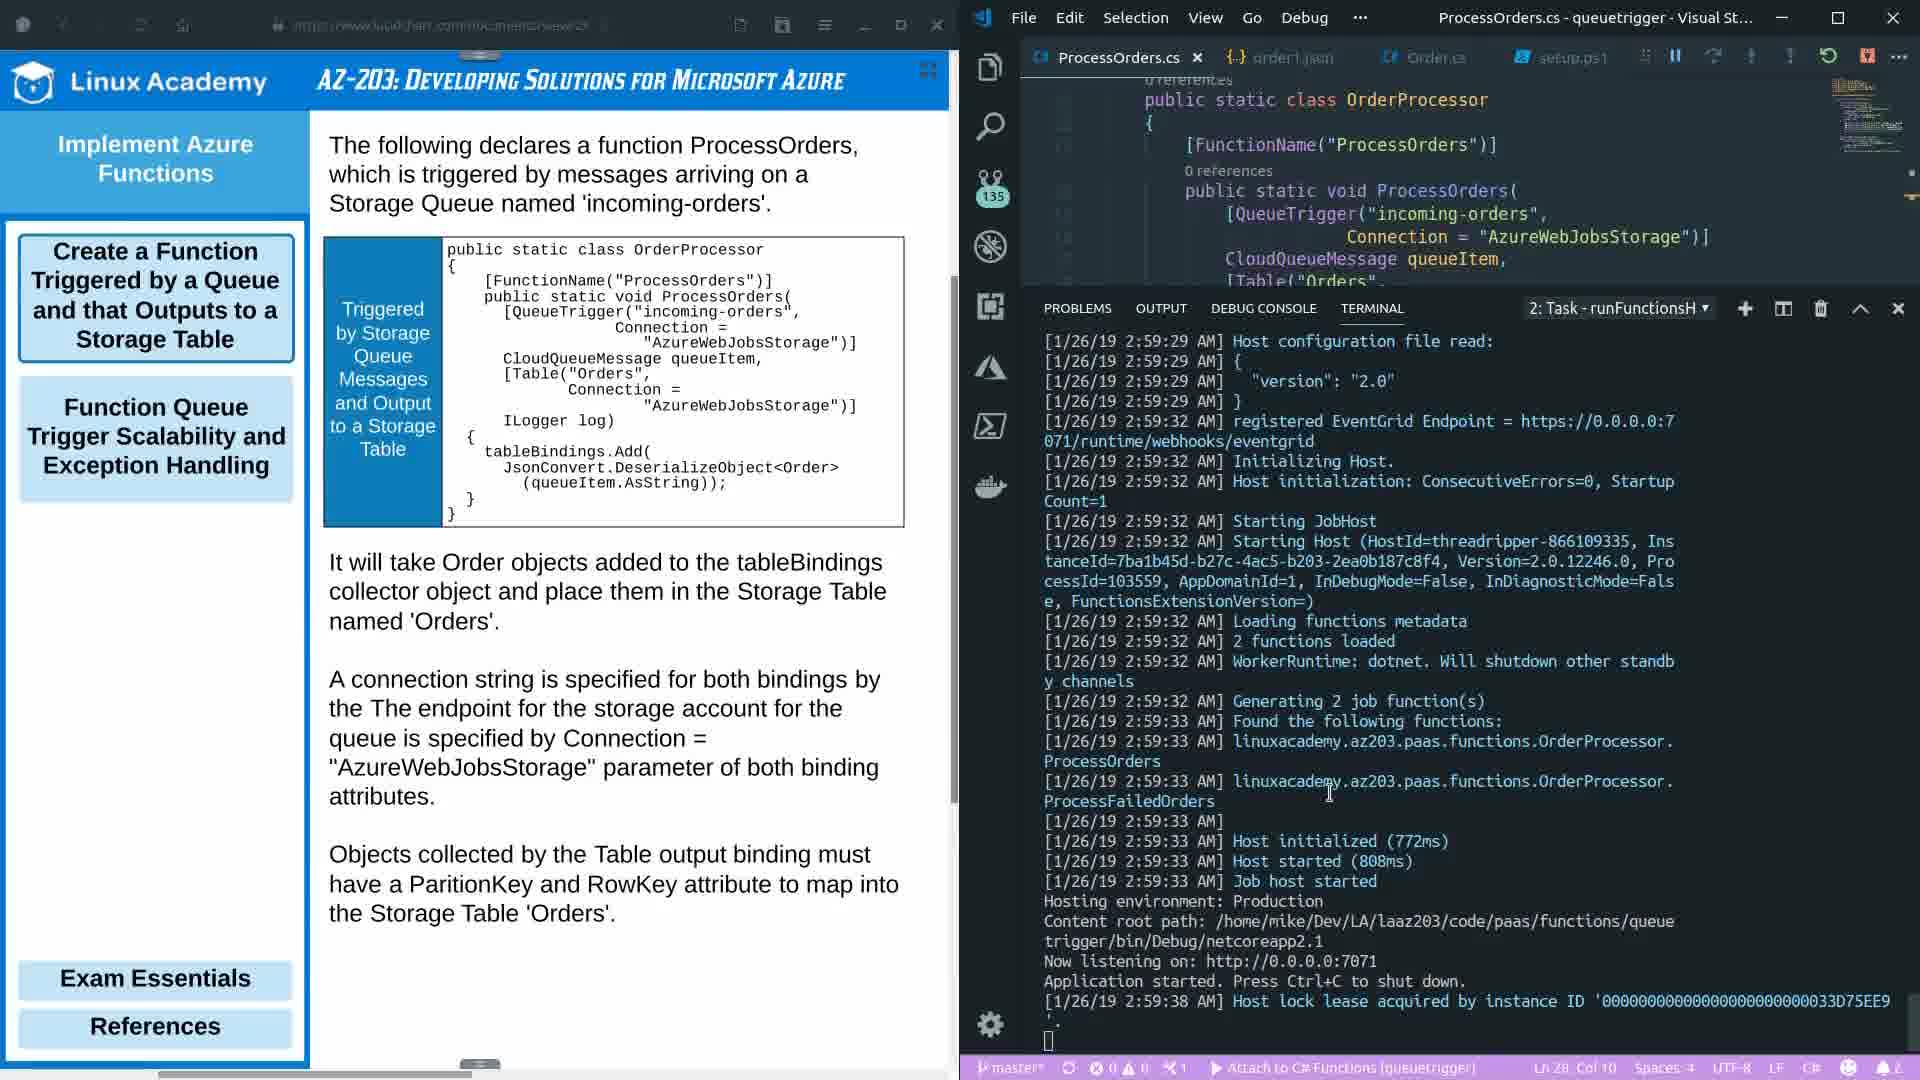 Linux Academy
AZ-203: Developing Solutions for Microsoft Azure
Implement Azure
Functions
Create a Function
Triggered by a Queue
and that Outputs to a
Storage Table
Function Queue
Trigger Scalability and
Exception Handling
Exam Essentials
References
The following declares a function ProcessOrders,
which is triggered by messages arriving on a
Storage Queue named 'incoming-orders'.
Triggered
by Storage
Queue
Messages
and Output
to a Storage
Table
public static class OrderProcessor
{
[FunctionName("ProcessOrders")]
public static void ProcessOrders(
[QueueTrigger("incoming-orders",
Connection =
"AzureWebJobsStorage")]
CloudQueueMessage queueItem,
[Table("Orders",
Connection =
"AzureWebJobsStorage")]
ILogger log)
{
tableBindings.Add(
JsonConvert.DeserializeObject<Order>
(queueItem.AsString));
}
}
It will take Order objects added to the tableBindings
collector object and place them in the Storage Table
named 'Orders'.
A connection string is specified for both bindings by
the The endpoint for the storage account for the
queue is specified by Connection =
"AzureWebJobsStorage" parameter of both binding
attributes.
Objects collected by the Table output binding must
have a ParitionKey and RowKey attribute to map into
the Storage Table 'Orders'.
File Edit Selection View Go Debug ··· ProcessOrders.cs - queuetrigger - Visual St...
ProcessOrders.cs order1.json Order.cs setup.ps1
0 references
public static class OrderProcessor
{
[FunctionName("ProcessOrders")]
0 references
public static void ProcessOrders(
[QueueTrigger("incoming-orders",
Connection = "AzureWebJobsStorage")]
CloudQueueMessage queueItem,
[Table("Orders",
135
PROBLEMS OUTPUT DEBUG CONSOLE TERMINAL 2: Task - runFunctionsH
[1/26/19 2:59:29 AM] Host configuration file read:
[1/26/19 2:59:29 AM] {
[1/26/19 2:59:29 AM]   "version": "2.0"
[1/26/19 2:59:29 AM] }
[1/26/19 2:59:29 AM] registered EventGrid Endpoint = https://0.0.0.0:7
071/runtime/webhooks/eventgrid
[1/26/19 2:59:32 AM] Initializing Host.
[1/26/19 2:59:32 AM] Host initialization: ConsecutiveErrors=0, Startup
Count=1
[1/26/19 2:59:32 AM] Starting JobHost
[1/26/19 2:59:32 AM] Starting Host (HostId=threadripper-866109335, Ins
tanceId=7ba1b45d-b27c-4ac5-b203-2ea0b187c8f4, Version=2.0.12246.0, Pro
cessId=103559, AppDomainId=1, InDebugMode=False, InDiagnosticMode=Fals
e, FunctionsExtensionVersion=)
[1/26/19 2:59:32 AM] Loading functions metadata
[1/26/19 2:59:32 AM] 2 functions loaded
[1/26/19 2:59:32 AM] WorkerRuntime: dotnet. Will shutdown other standb
y channels
[1/26/19 2:59:32 AM] Generating 2 job function(s)
[1/26/19 2:59:33 AM] Found the following functions:
[1/26/19 2:59:33 AM] linuxacademy.az203.paas.functions.OrderProcessor.
ProcessOrders
[1/26/19 2:59:33 AM] linuxacademy.az203.paas.functions.OrderProcessor.
ProcessFailedOrders
[1/26/19 2:59:33 AM]
[1/26/19 2:59:33 AM] Host initialized (772ms)
[1/26/19 2:59:33 AM] Host started (808ms)
[1/26/19 2:59:33 AM] Job host started
Hosting environment: Production
Content root path: /home/mike/Dev/LA/laaz203/code/paas/functions/queue
trigger/bin/Debug/netcoreapp2.1
Now listening on: http://0.0.0.0:7071
Application started. Press Ctrl+C to shut down.
[1/26/19 2:59:38 AM] Host lock lease acquired by instance ID '
'.
master* 0 0 1 Attach to C# Functions (queuetrigger) Ln 28, Col 10 Spaces: 4 UTF-8 LF C# 2